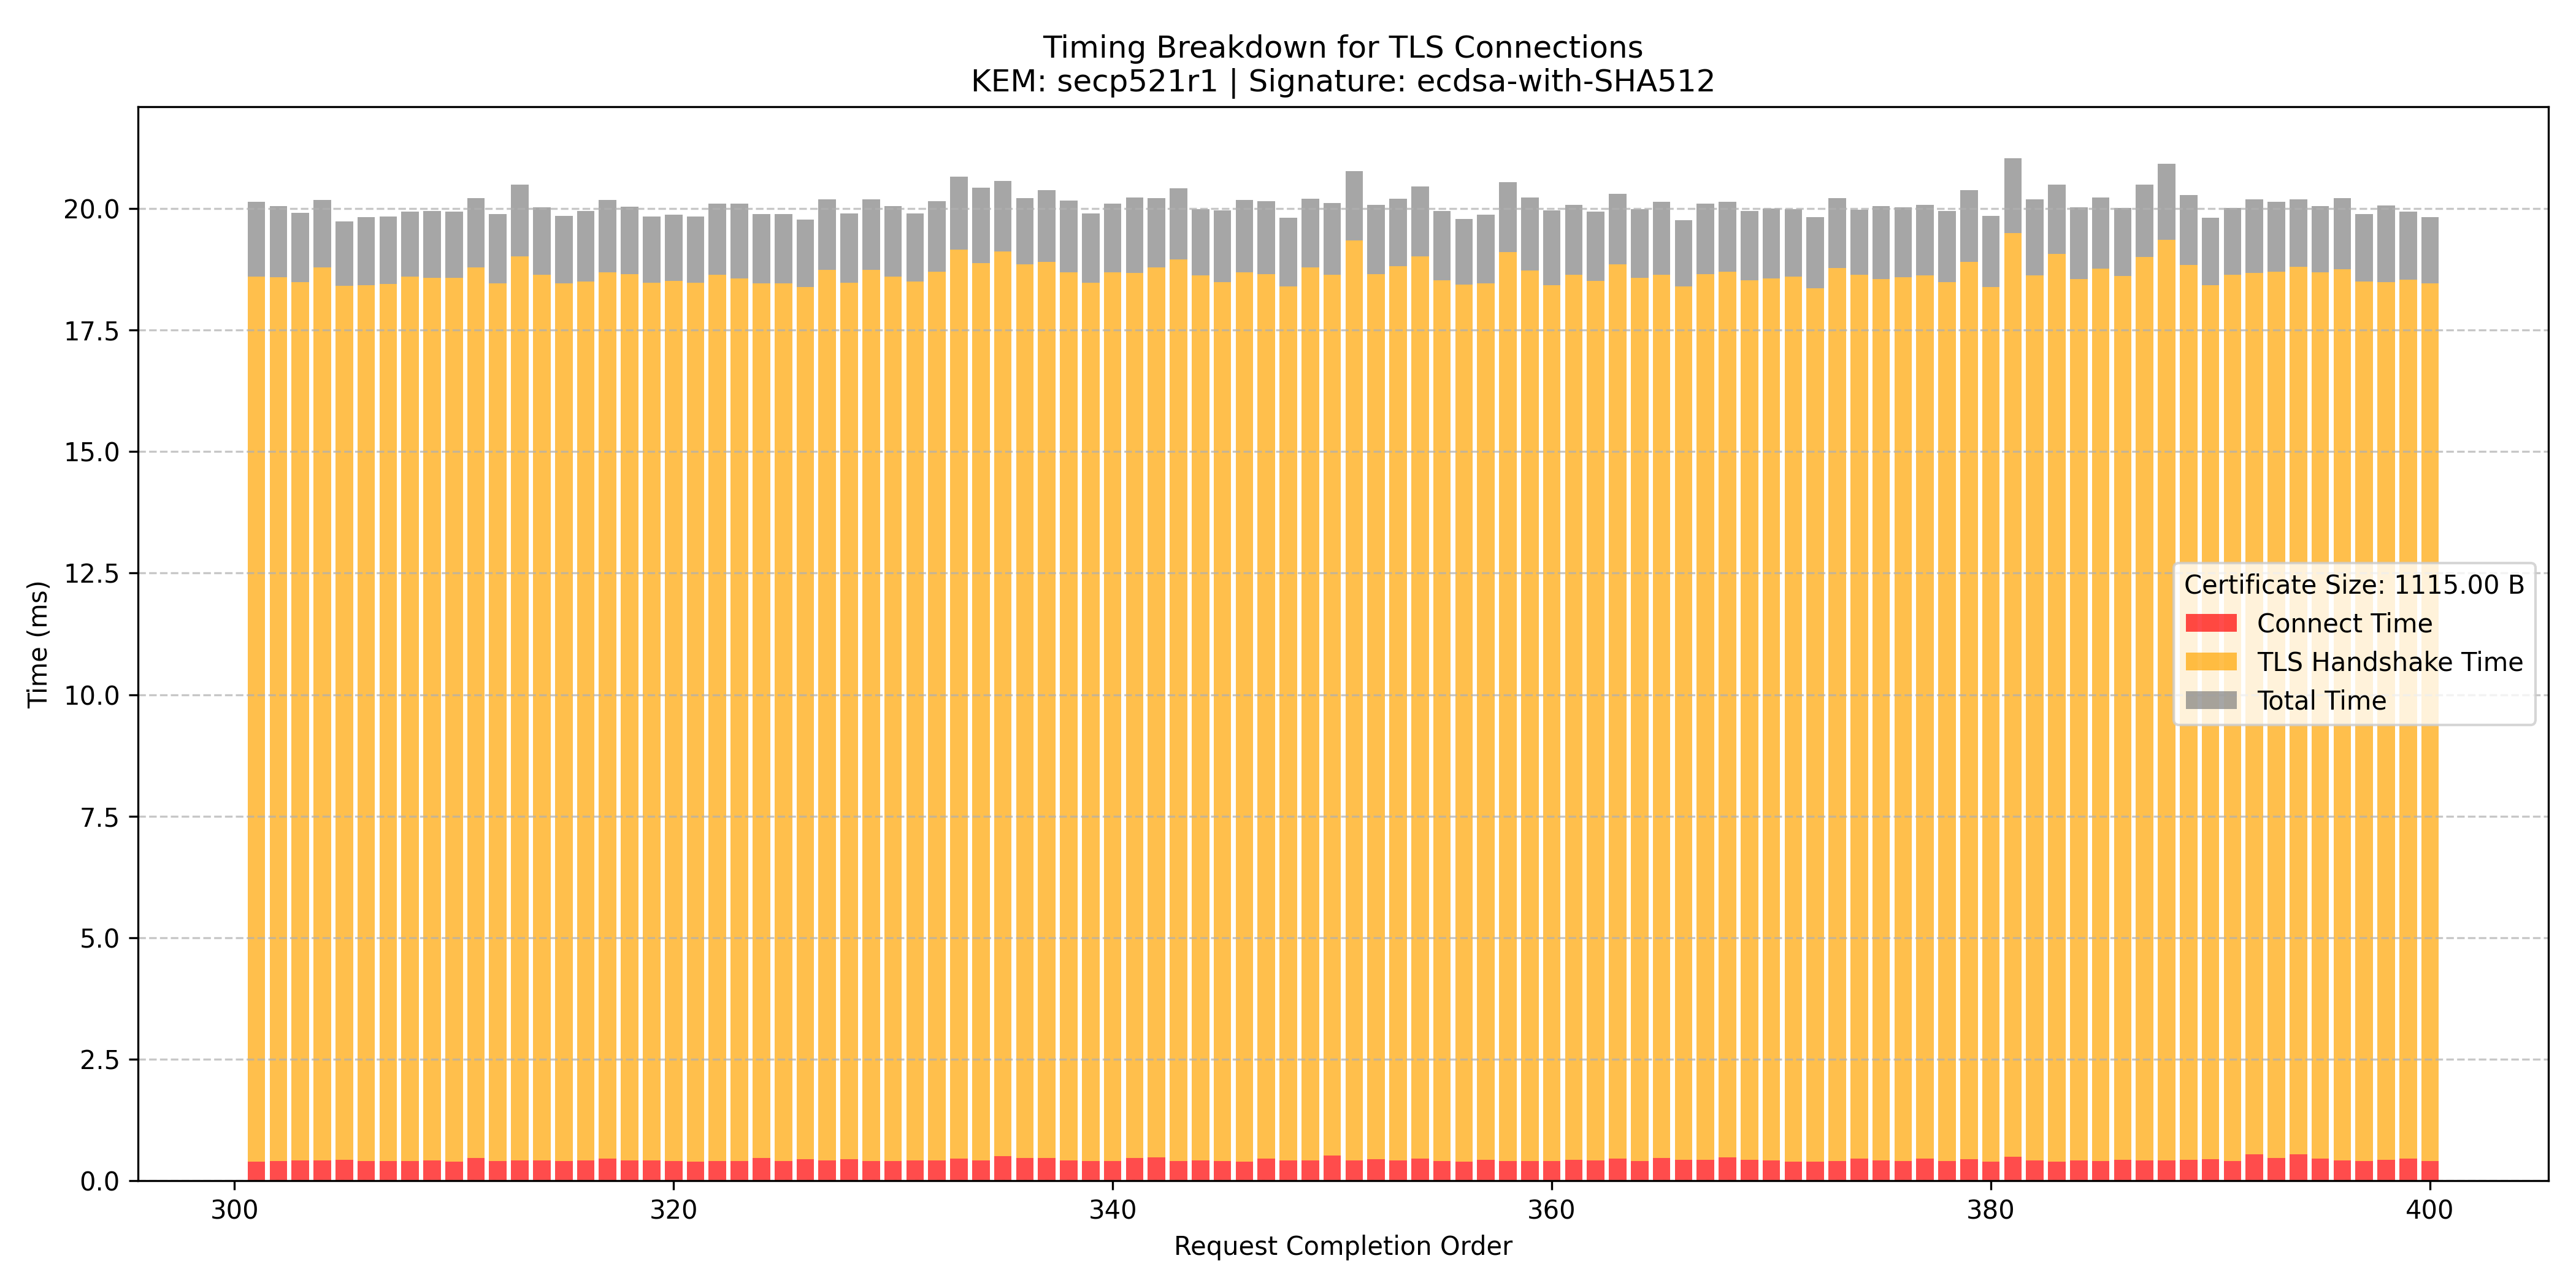 Timing Breakdown for TLS Connections
KEM: secp521r1 | Signature: ecdsa-with-SHA512
Time (ms)
20.0
17.5
15.0
12.5
10.0
7.5
5.0
2.5
0.0
Certificate Size: 1115.00 B
Connect Time
TLS Handshake Time
Total Time
300 320 340 360 380 400
Request Completion Order